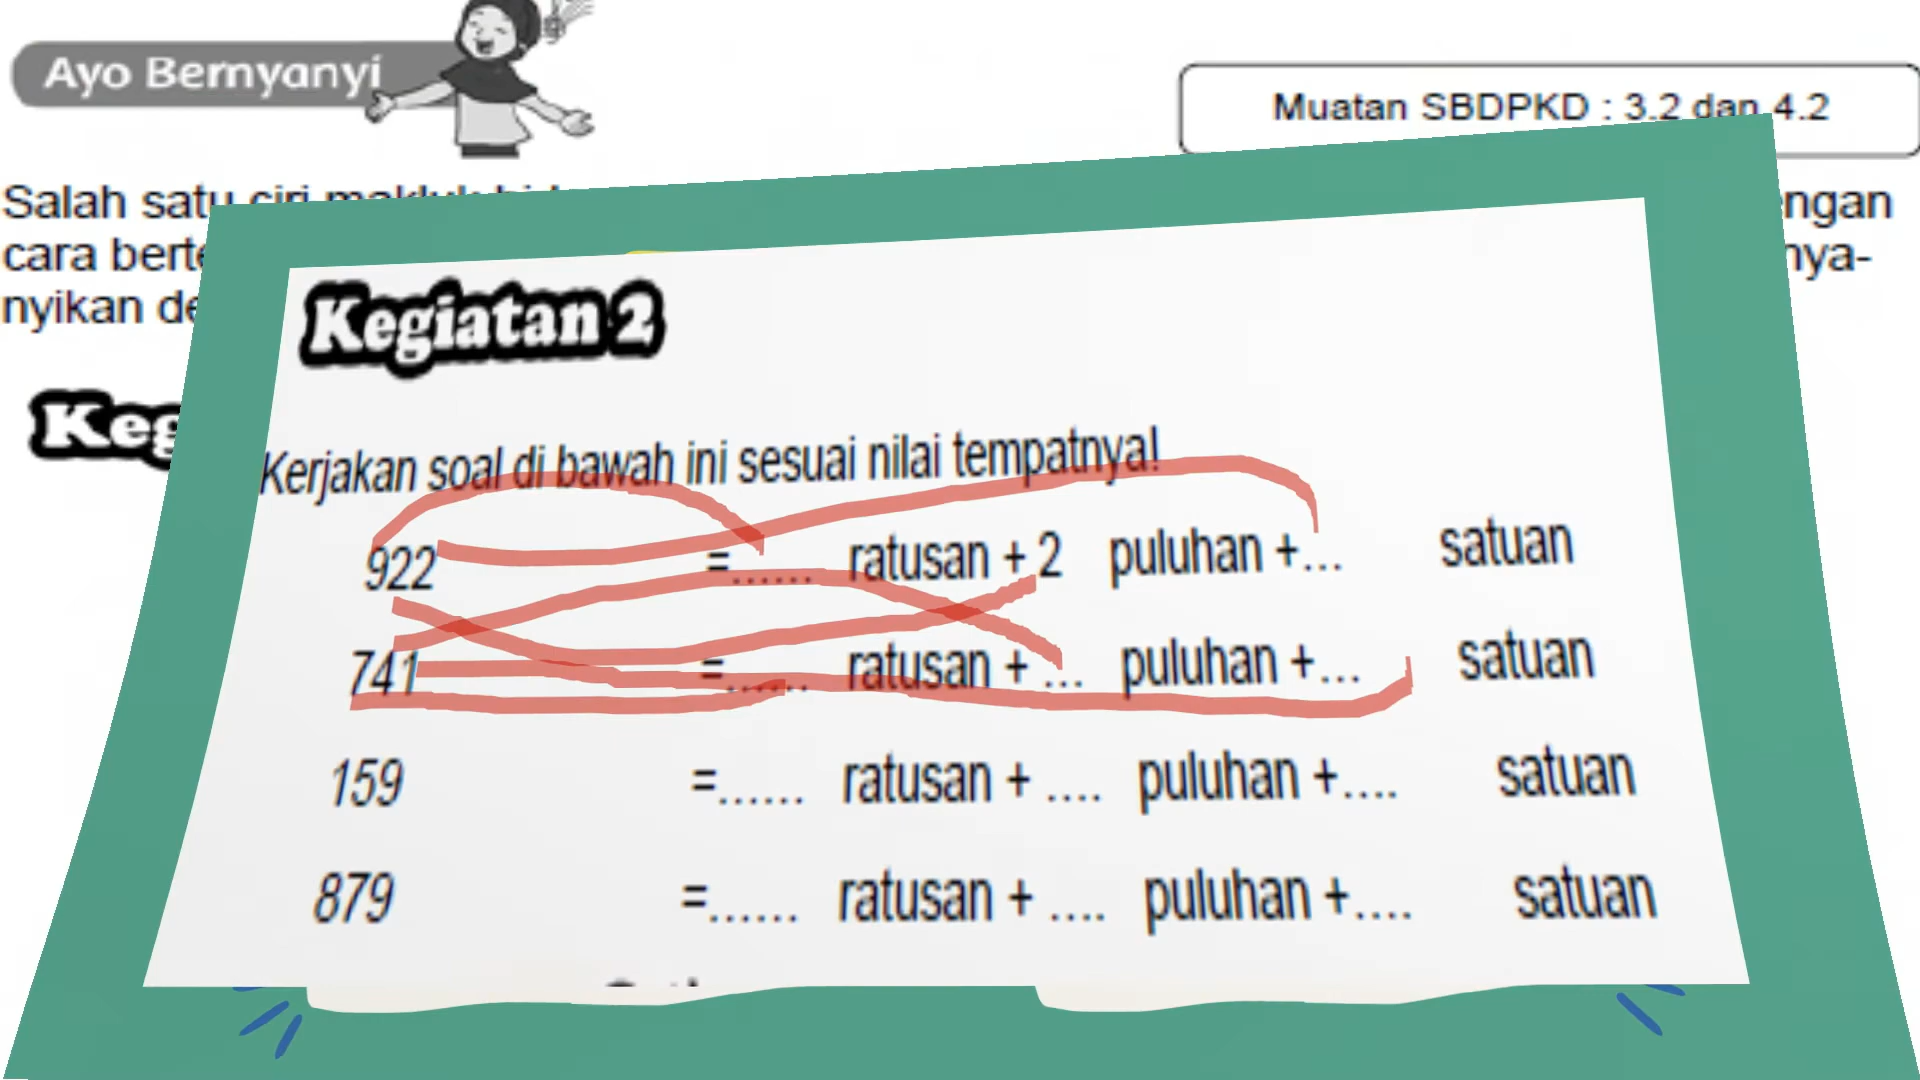 Ayo Bernyanyi
Muatan SBDPKD : 3.2 dan 4.2
Salah satu ciri ngan
cara
nyikan
nya-
Kegiatan 2
Kerjakan soal di bawah ini sesuai nilai tempatnya!
922 =...... ratusan + 2 puluhan +... satuan
741 =...... ratusan + ... puluhan +... satuan
159 =...... ratusan + .... puluhan +.... satuan
879 =...... ratusan + .... puluhan +.... satuan